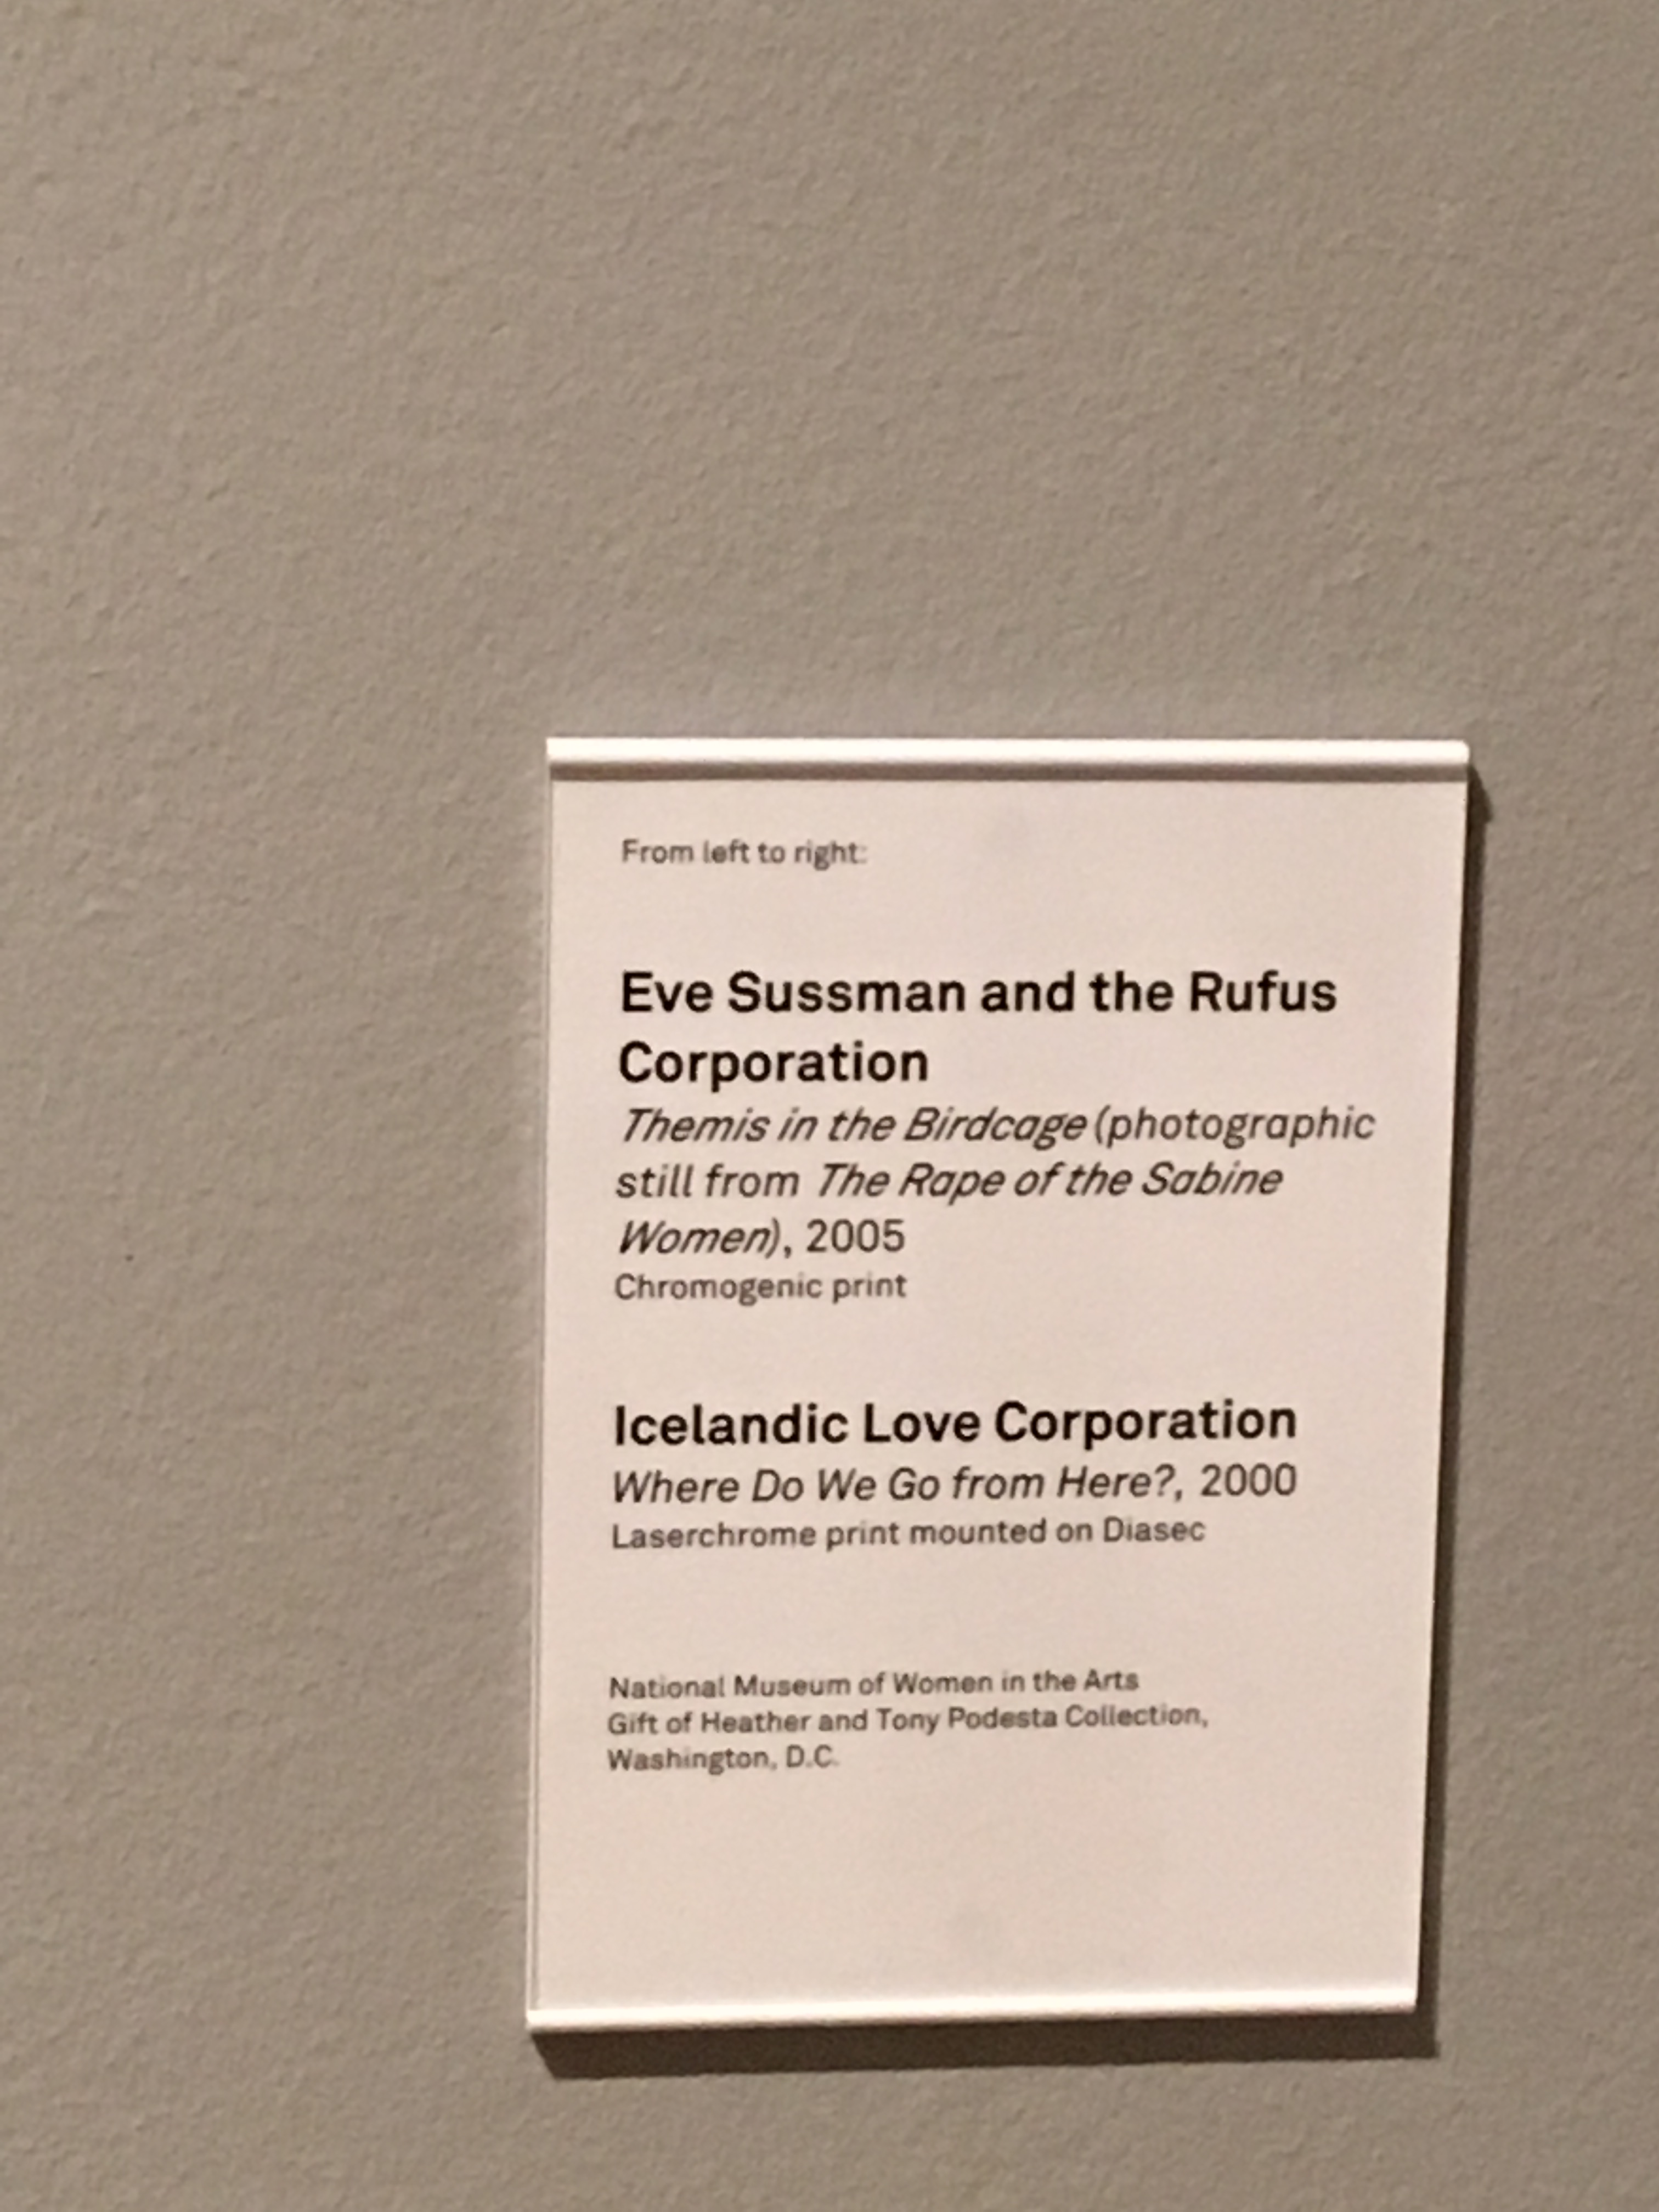 From left to right:
Eve Sussman and the Rufus
Corporation
Themis in the Birdcage (photographic
still from The Rape of the Sabine
Women), 2005
Chromogenic print
Icelandic Love Corporation
Where Do We Go from Here?, 2000
Laserchrome print mounted on Diasec
National Museum of Women in the Arts
Gift of Heather and Tony Podesta Collection,
Washington, D.C.